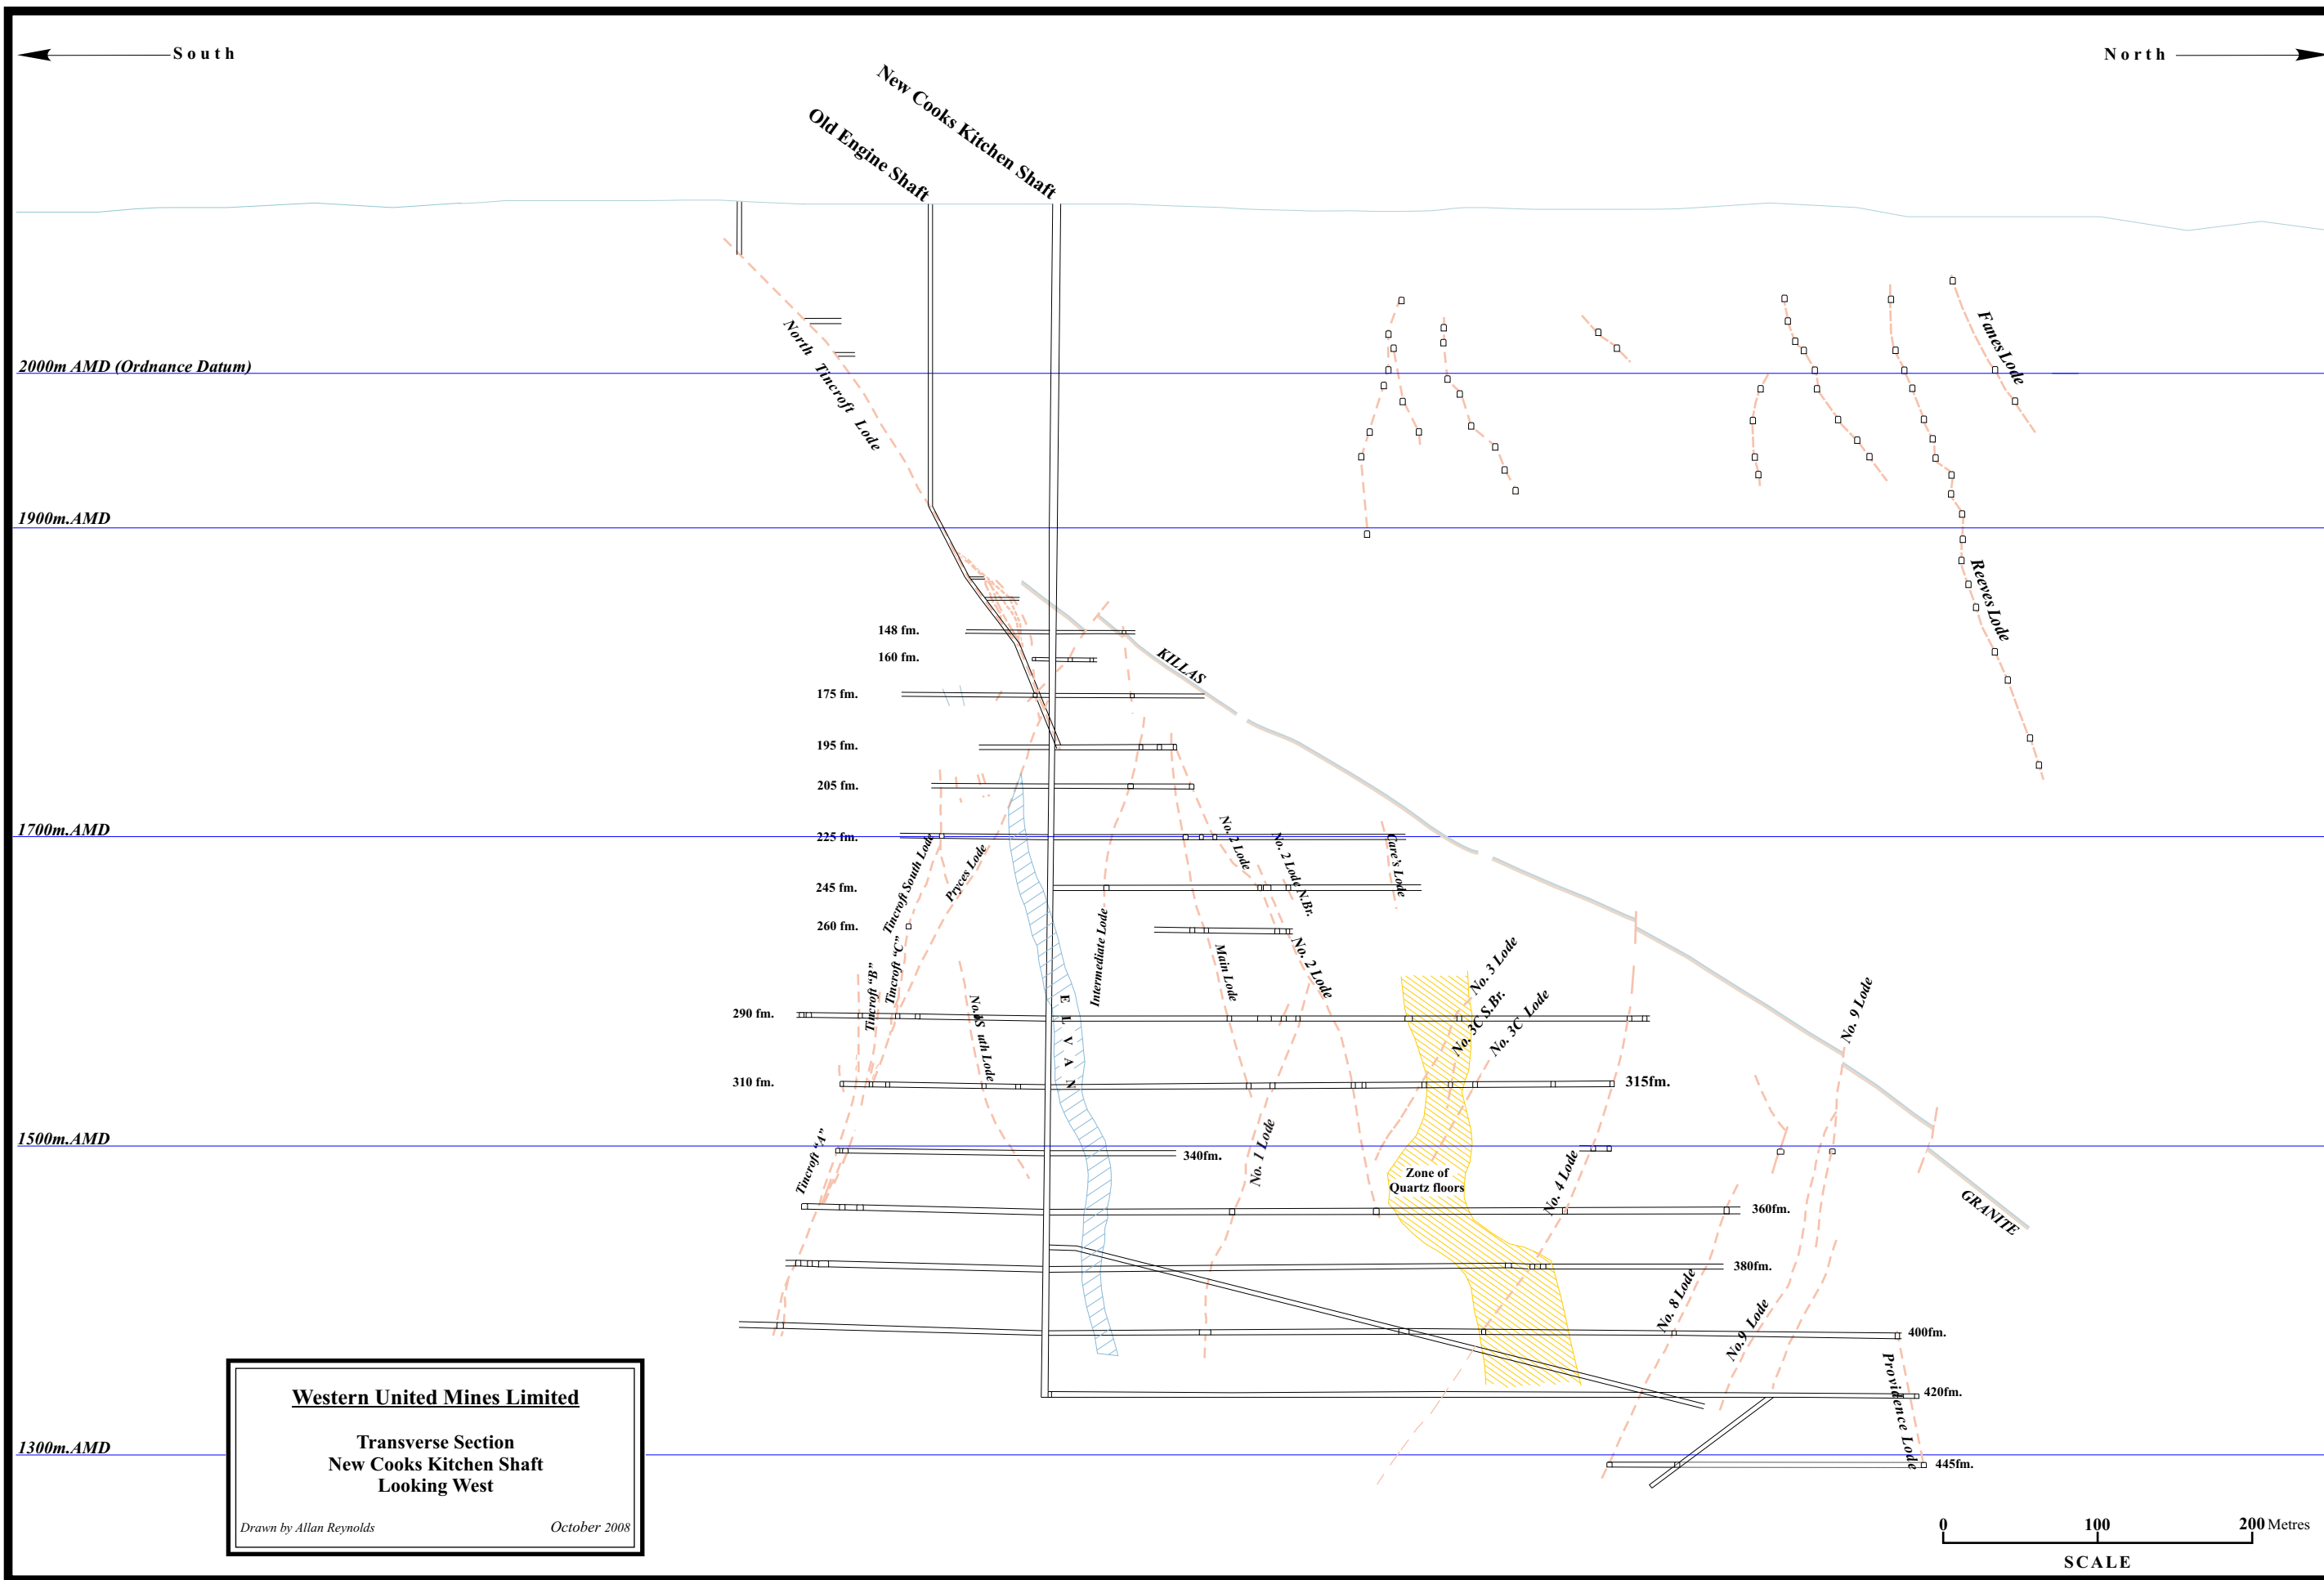 South
North
New Cooks Kitchen Shaft
Old Engine Shaft
North Tincroft Lode
Fanes Lode
2000m AMD (Ordnance Datum)
1900m.AMD
Reeves Lode
148 fm.
KILLAS
160 fm.
175 fm.
195 fm.
205 fm.
1700m.AMD
225 fm.
Tincroft South Lode
Pryces Lode
No. 2 Lode
No. 2 Lode N.Br.
Care's Lode
245 fm.
260 fm.
Tincroft "B"
Tincroft "C"
Intermediate Lode
Main Lode
No. 2 Lode
No. 3 Lode
No. 3C S.Br.
No. 3C Lode
No. 9 Lode
290 fm.
ELVAN
310 fm.
315fm.
1500m.AMD
Tincroft "A"
340fm.
No. 1 Lode
Zone of
Quartz floors
No. 4 Lode
GRANITE
360fm.
380fm.
No. 8 Lode
No.9 Lode
400fm.
Providence Lode
420fm.
1300m.AMD
445fm.
Western United Mines Limited
Transverse Section
New Cooks Kitchen Shaft
Looking West
Drawn by Allan Reynolds
October 2008
0 100 200 Metres
SCALE